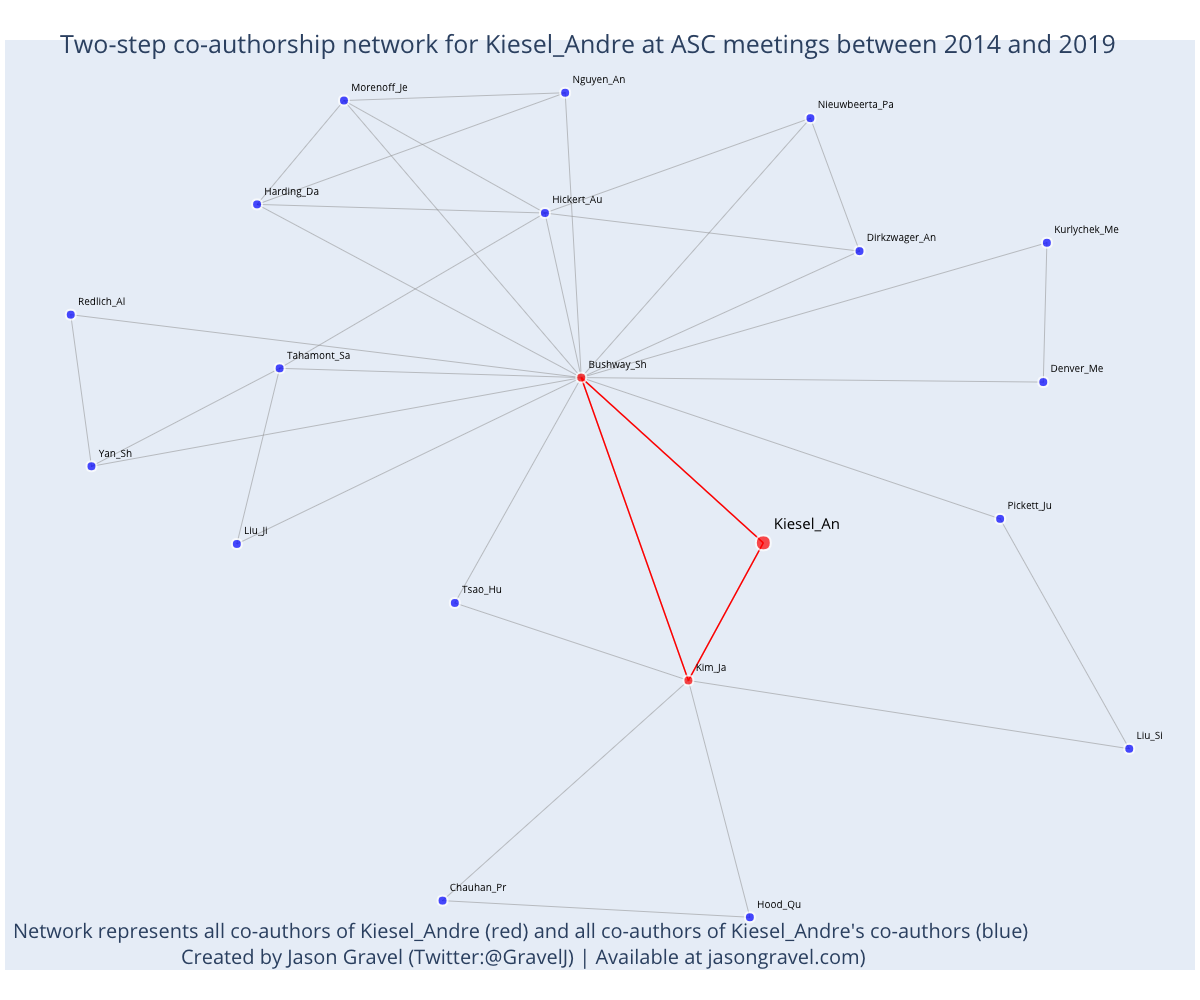 Two-step co-authorship network for Kiesel_Andre at ASC meetings between 2014 and 2019
Nguyen_An
Morenoff_Je
Nieuwbeerta_Pa
Harding_Da
Hickert_Au
Kurlychek_Me
Dirkzwager_An
Redlich_Al
Tahamont_Sa
Bushway_Sh
Denver_Me
Yan_Sh
Pickett_Ju
Kiesel_An
Liu_Ji
Tsao_Hu
Kim_Ja
Liu_Si
Chauhan_Pr
Hood_Qu
Network represents all co-authors of Kiesel_Andre (red) and all co-authors of Kiesel_Andre's co-authors (blue)
Created by Jason Gravel (Twitter:@GravelJ) | Available at jasongravel.com)